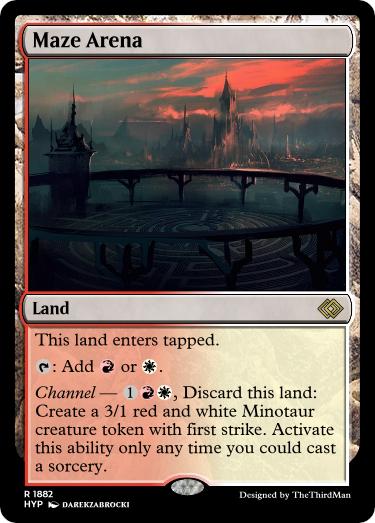 Maze Arena
Land
This land enters tapped.
: Add or .
Channel — 1 , Discard this land:
Create a 3/1 red and white Minotaur
creature token with first strike. Activate
this ability only any time you could cast
a sorcery.
R 1882
HYP DAREKZABROCKI
Designed by TheThirdMan